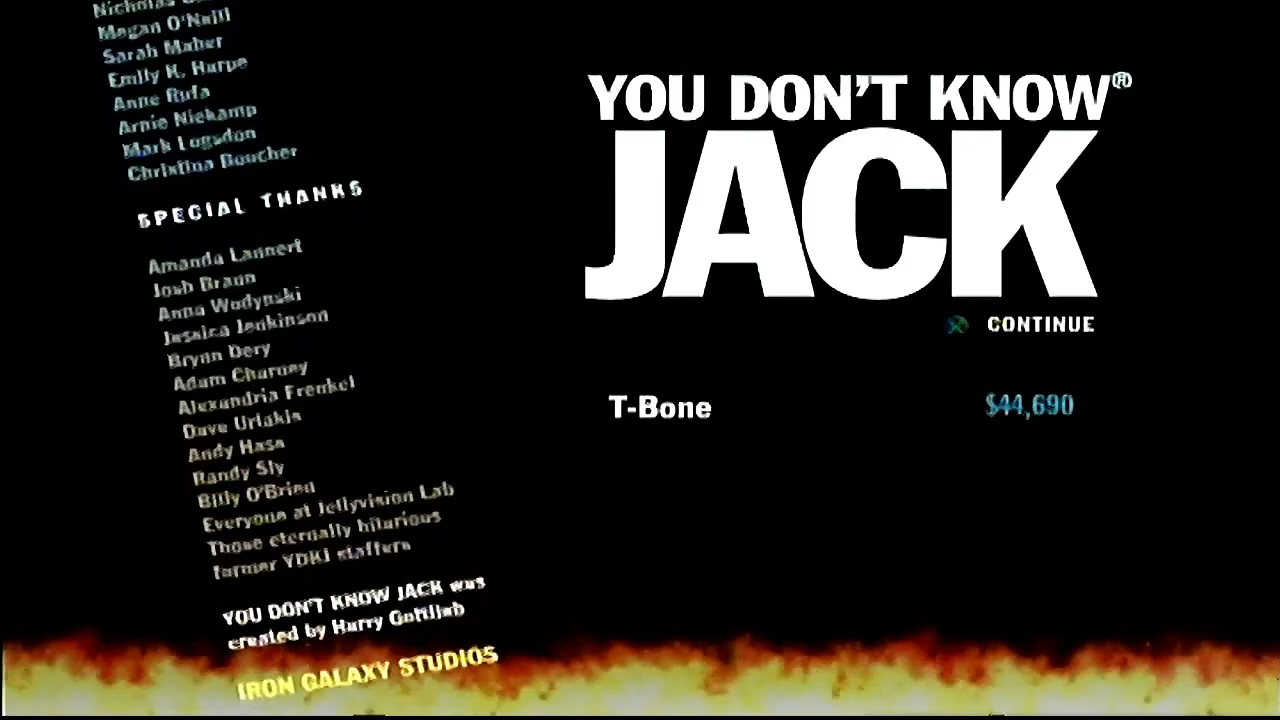 Megan O'Neill
Sarah Maher
Emily K. Harpe
Anne Rufa
Arnie Niekamp
Mark Logsdon
Christina Boucher
SPECIAL THANKS
Amanda Lannert
Josh Braun
Anna Wodynski
Jessica Jenkinson
Brynn Dery
Adam Charney
Alexandria Frenkel
Dave
Andy Hass
Randy Sly
Billy O'Brien
Everyone at Jellyvision Lab
Those eternally hilarious
former YDKJ staffers
YOU DON'T KNOW JACK was
created by Harry Gottlieb
IRON GALAXY STUDIOS
YOU DON'T KNOW®
JACK
CONTINUE
T-Bone $44,690